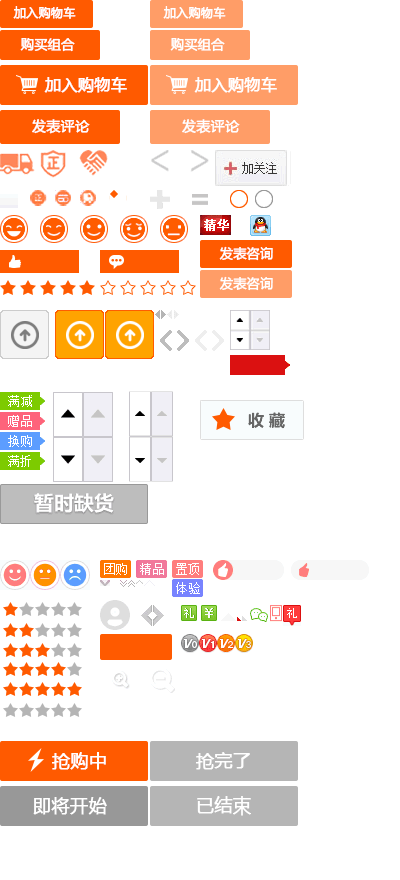 加入购物车 加入购物车
购买组合 购买组合
加入购物车 加入购物车
发表评论 发表评论
正 正
加关注
正
精华
发表咨询
发表咨询
满减
赠品
换购
满折
收藏
暂时缺货
团购 精品 置顶
体验
礼 ¥ 礼
V0 V1 V2 V3
抢购中 抢完了
即将开始 已结束